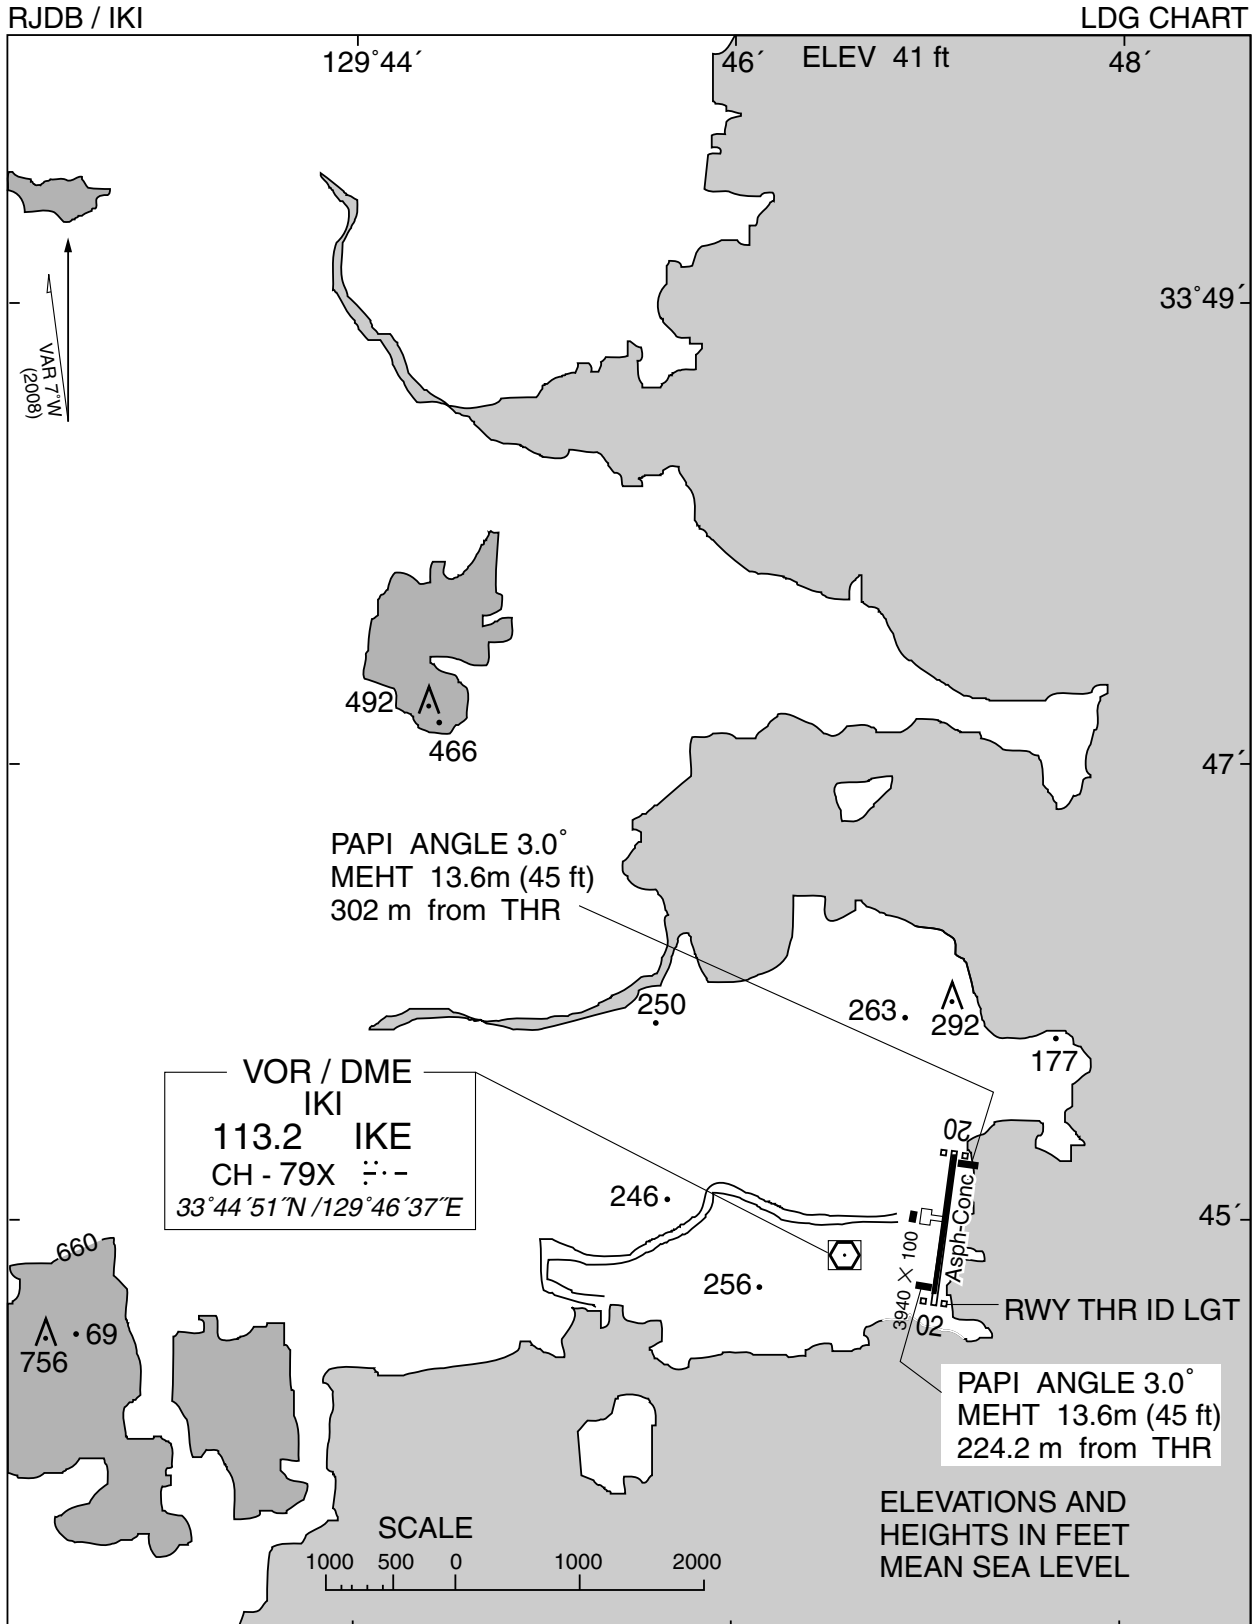 RJDB / IKI
LDG CHART
129˚44´
46´
ELEV 41 ft
48´
33˚49´
VAR 7˚W
(2008)
492
466
47´
PAPI ANGLE 3.0˚
MEHT 13.6m (45 ft)
302 m from THR
250
263
292
177
VOR / DME
IKI
113.2 IKE
CH - 79X
33˚44´51˝N /129˚46´37˝E
20
246
45´
Asph-Conc
3940 × 100
256
660
02
RWY THR ID LGT
69
756
PAPI ANGLE 3.0˚
MEHT 13.6m (45 ft)
224.2 m from THR
ELEVATIONS AND
HEIGHTS IN FEET
MEAN SEA LEVEL
SCALE
1000 500 0 1000 2000